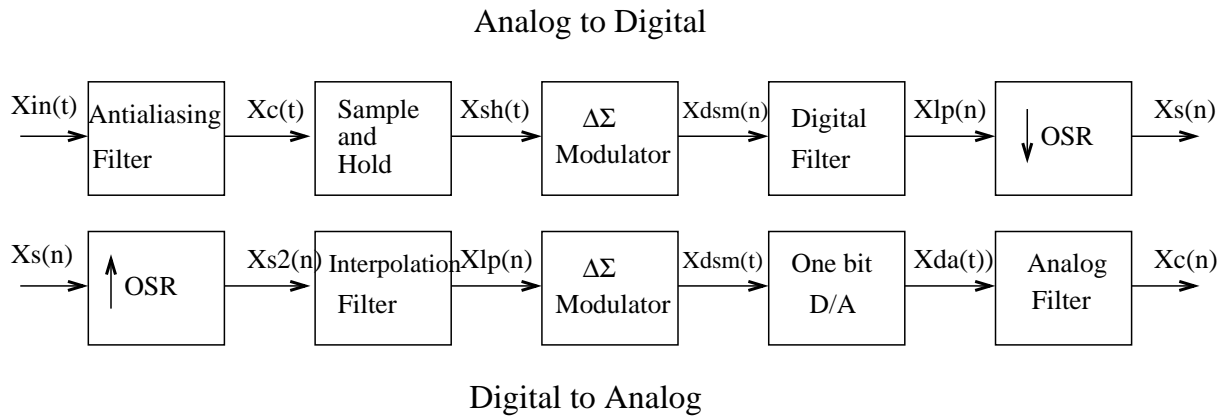 Analog to Digital
Xin(t)
Antialiasing
Filter
Xc(t)
Sample
and
Hold
Xsh(t)
ΔΣ
Modulator
Xdsm(n)
Digital
Filter
Xlp(n)
OSR
Xs(n)
Xs(n)
OSR
Xs2(n)
Interpolation
Filter
Xlp(n)
ΔΣ
Modulator
Xdsm(t)
One bit
D/A
Xda(t))
Analog
Filter
Xc(n)
Digital to Analog